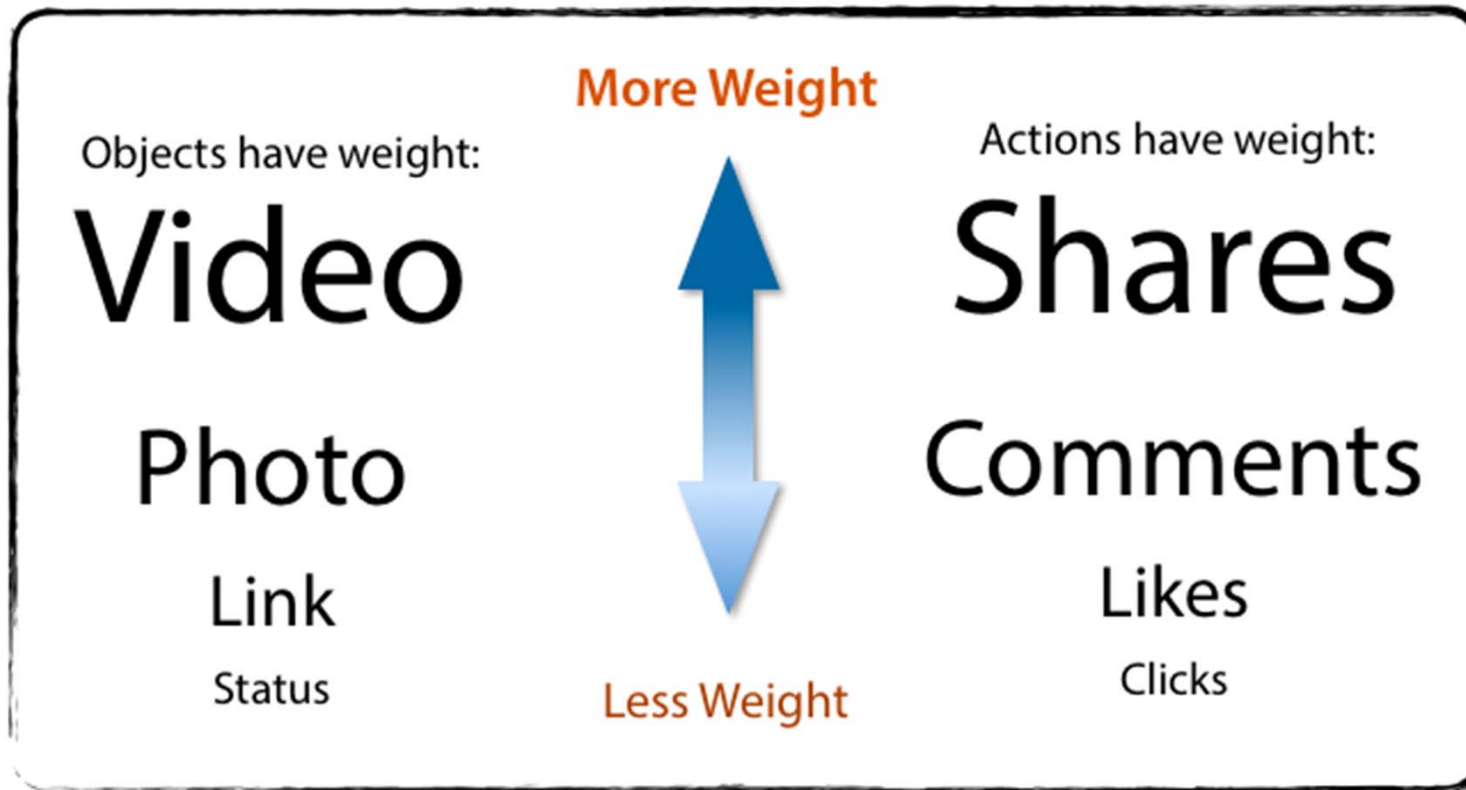 More Weight
Objects have weight:
Video
Photo
Link
Status
Actions have weight:
Shares
Comments
Likes
Clicks
Less Weight